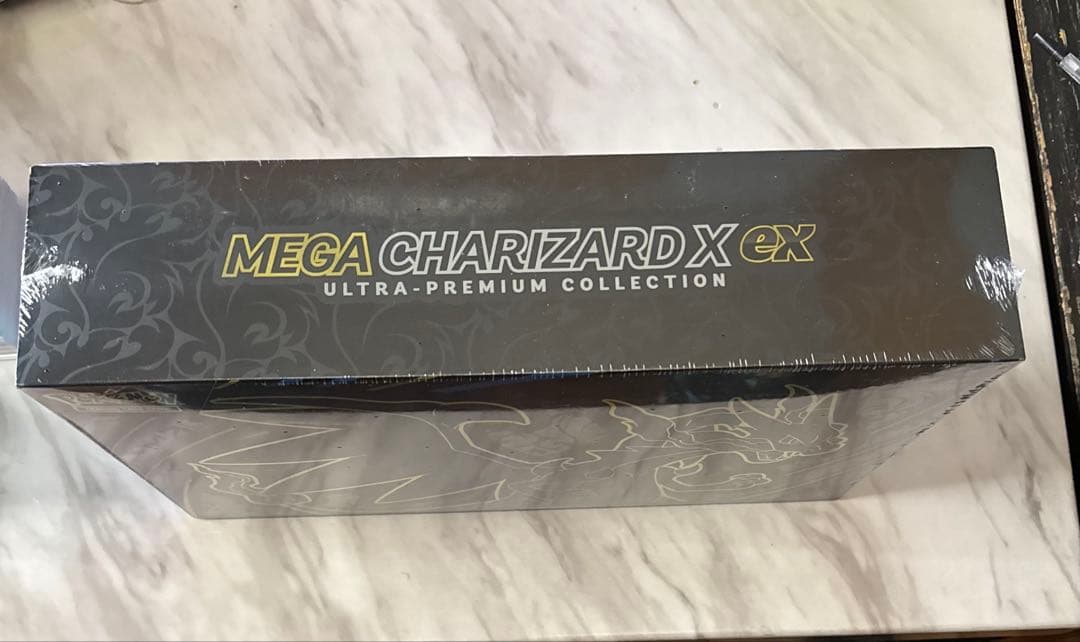 MEGA CHARIZARD X ex
ULTRA-PREMIUM COLLECTION